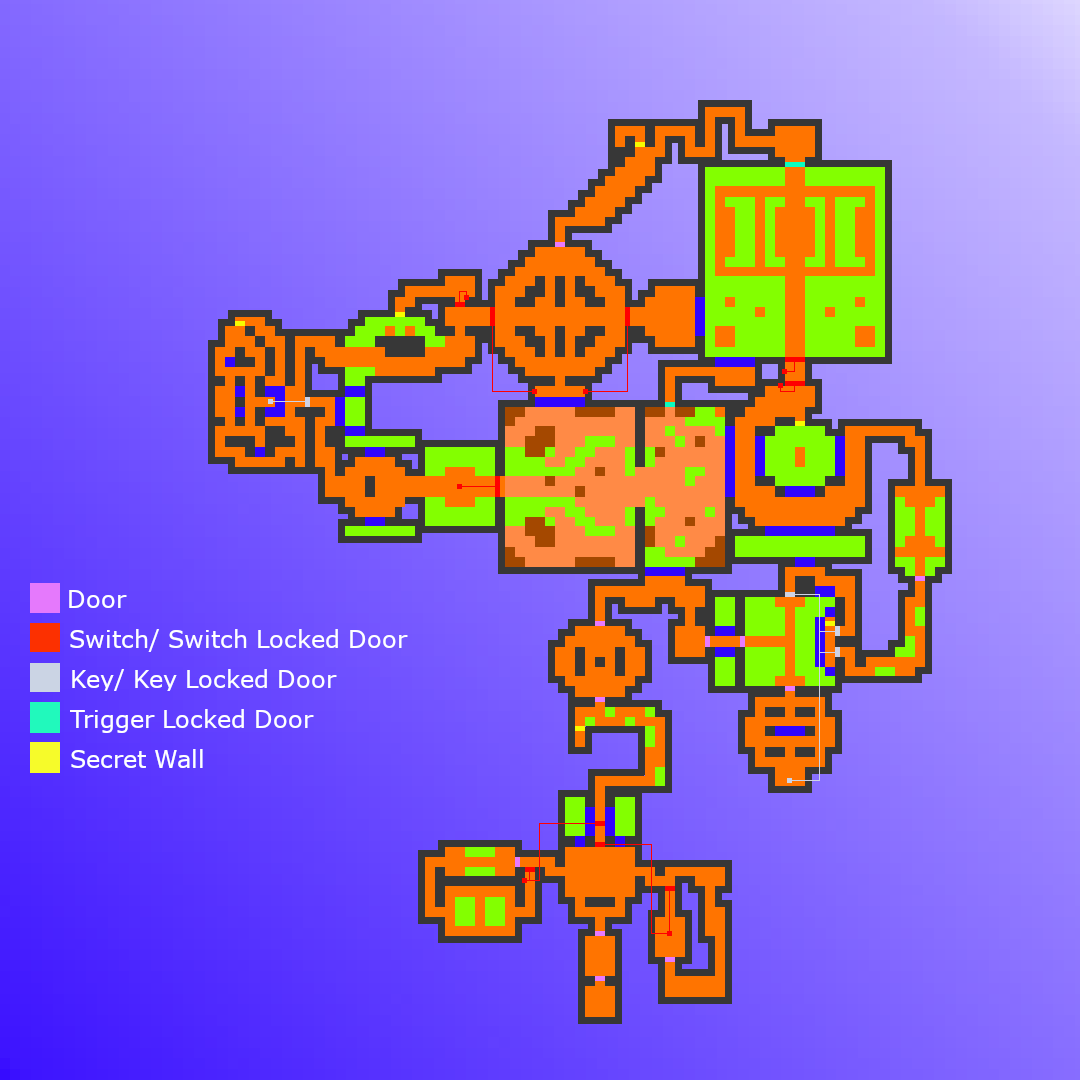 Door
Switch/ Switch Locked Door
Key/ Key Locked Door
Trigger Locked Door
Secret Wall